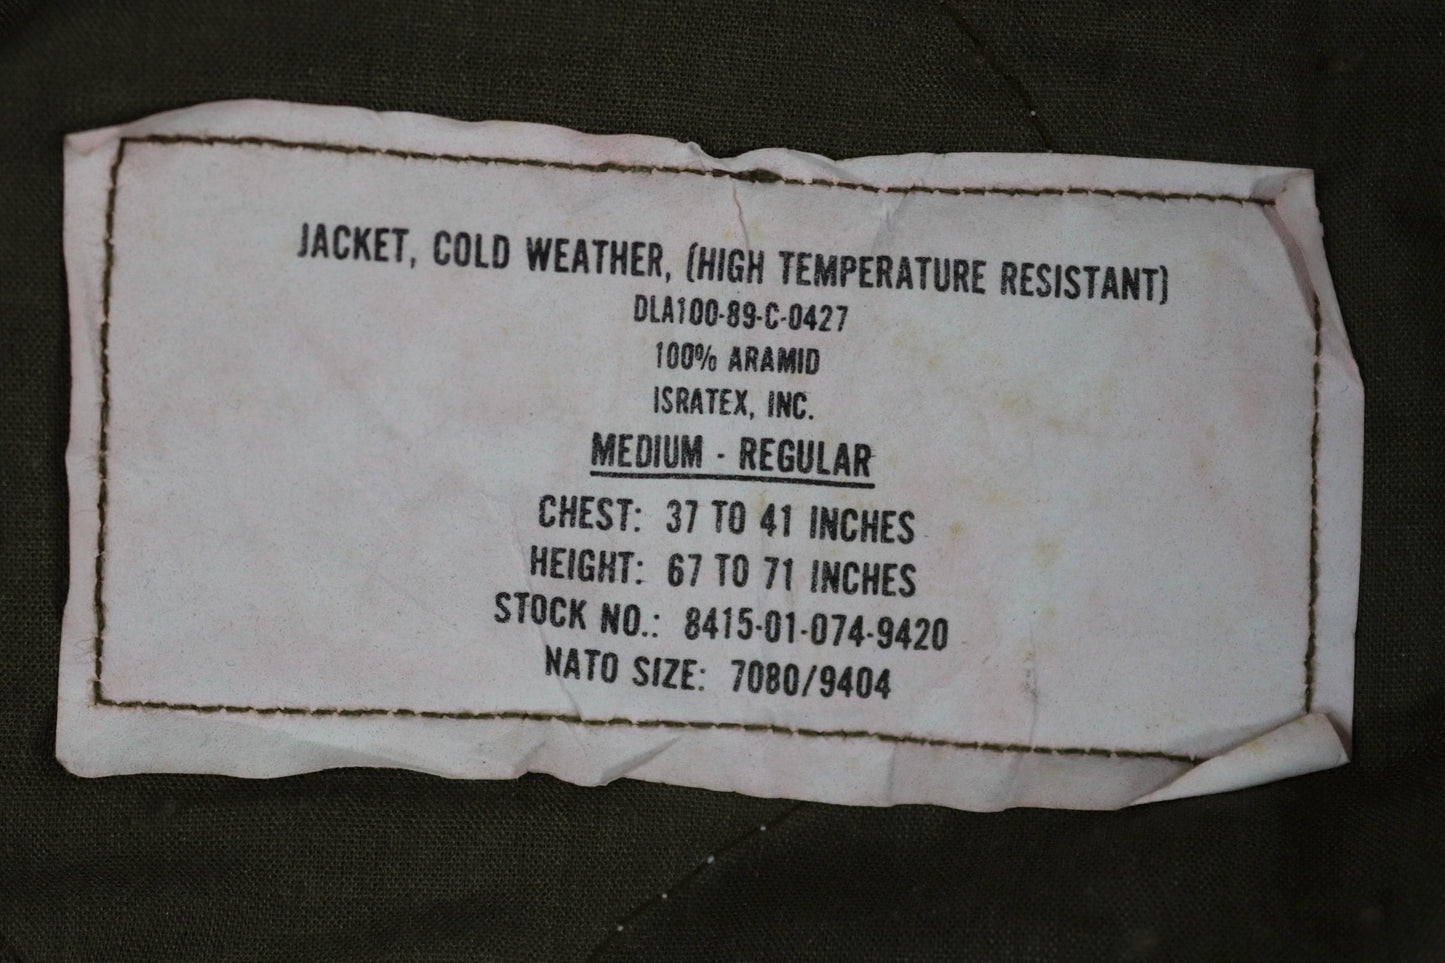 JACKET, COLD WEATHER, (HIGH TEMPERATURE RESISTANT)
DLA100-89-C-0427
100% ARAMID
ISRATEX, INC.
MEDIUM - REGULAR
CHEST: 37 TO 41 INCHES
HEIGHT: 67 TO 71 INCHES
STOCK NO.: 8415-01-074-9420
NATO SIZE: 7080/9404